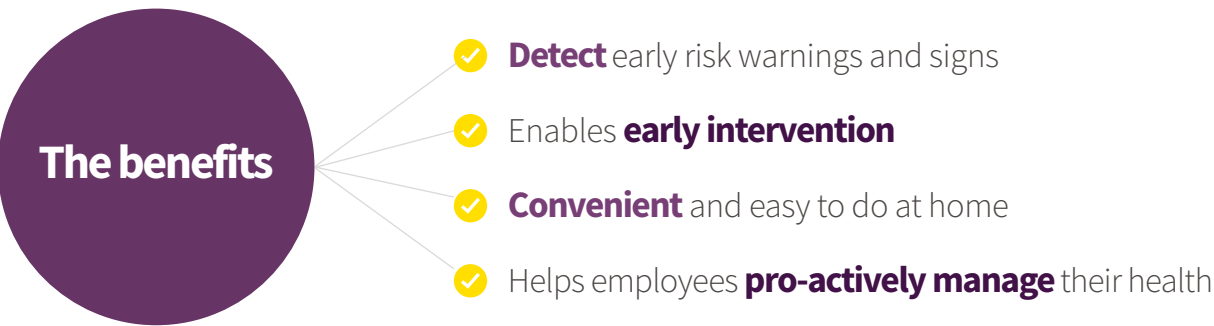 The benefits
Detect early risk warnings and signs
Enables early intervention
Convenient and easy to do at home
Helps employees pro-actively manage their health